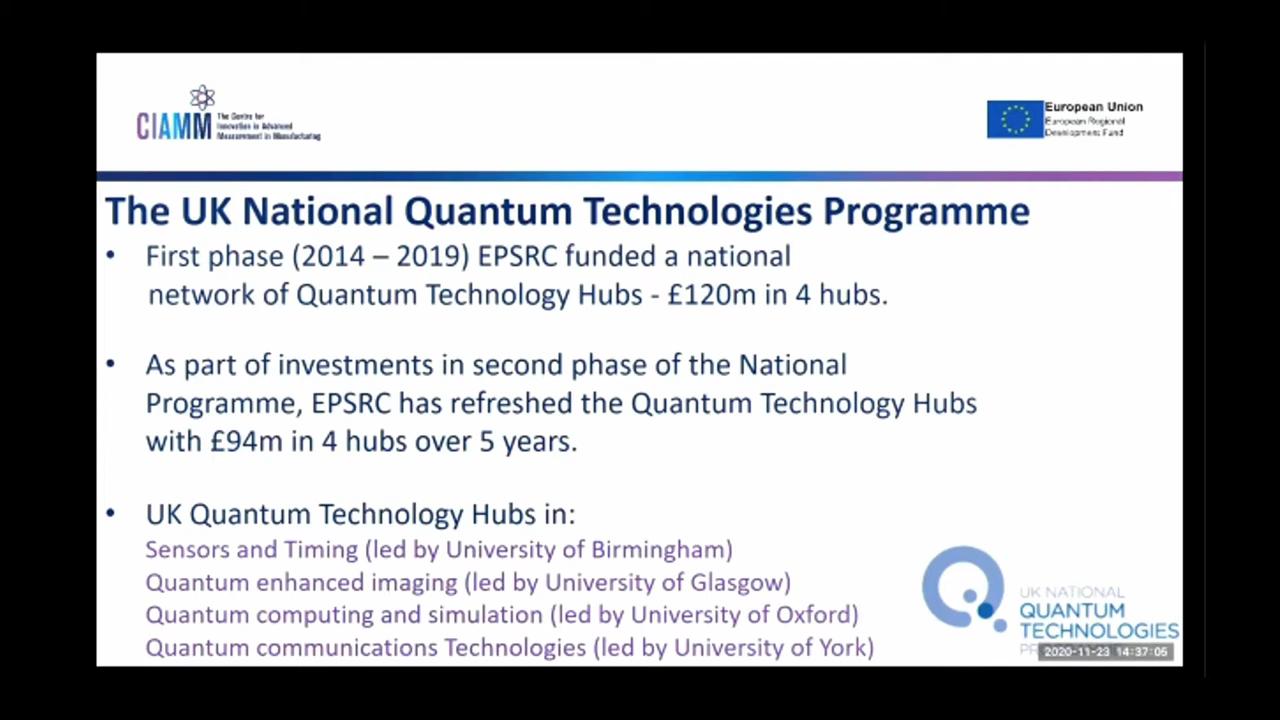 CIAMM
The Centre for
Innovation in Advanced
Measurement in Manufacturing
European Union
European Regional
Development Fund
The UK National Quantum Technologies Programme
• First phase (2014 – 2019) EPSRC funded a national
network of Quantum Technology Hubs - £120m in 4 hubs.
• As part of investments in second phase of the National
Programme, EPSRC has refreshed the Quantum Technology Hubs
with £94m in 4 hubs over 5 years.
• UK Quantum Technology Hubs in:
Sensors and Timing (led by University of Birmingham)
Quantum enhanced imaging (led by University of Glasgow)
Quantum computing and simulation (led by University of Oxford)
Quantum communications Technologies (led by University of York)
UK NATIONAL
QUANTUM
TECHNOLOGIES
2020-11-23 14:37:05